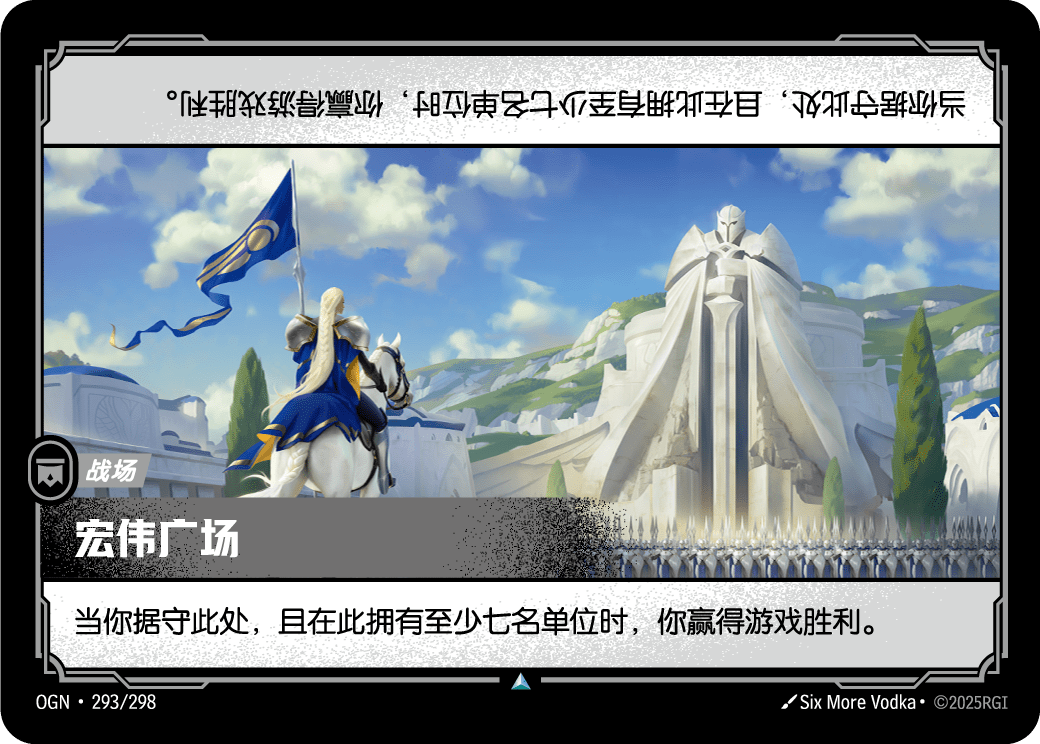 当你据守此处，且在此拥有至少七名单位时，你赢得游戏胜利。
战场
宏伟广场
当你据守此处，且在此拥有至少七名单位时，你赢得游戏胜利。
OGN • 293/298
Six More Vodka • ©2025RGI